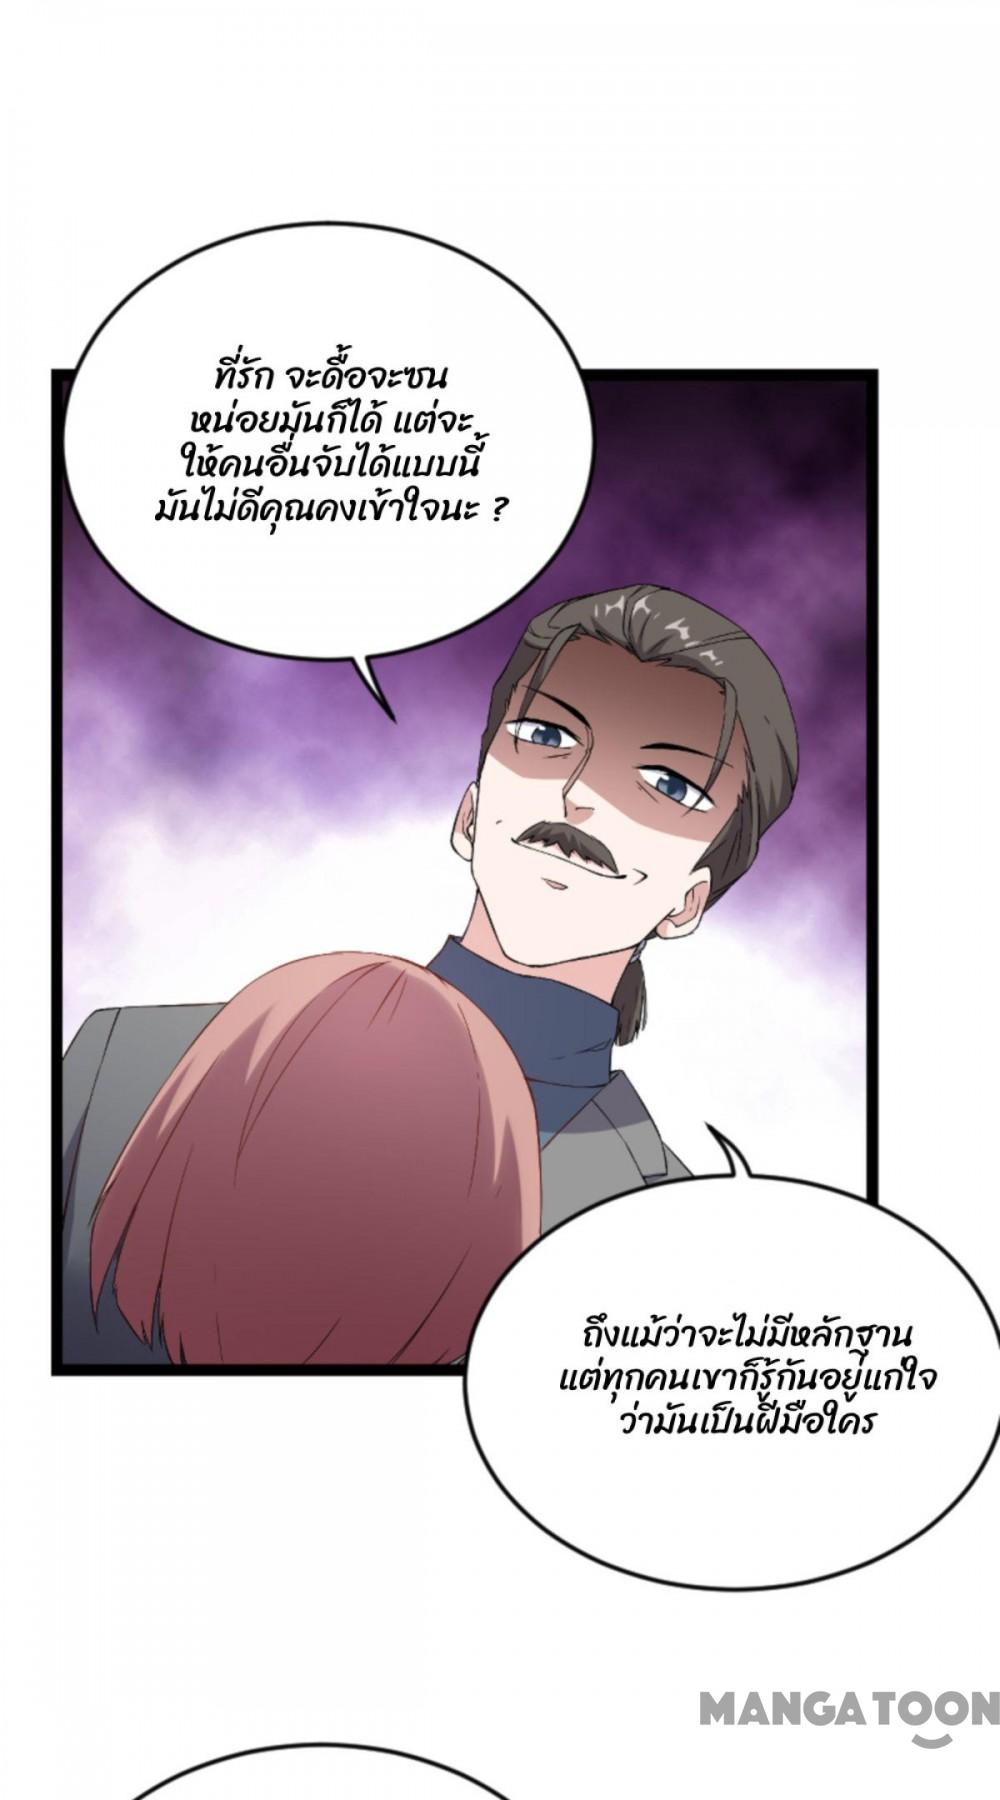 ที่รัก จะดื้อจะซน
หน่อยมันก็ได้ แต่จะ
ให้คนอื่นจับได้แบบนี้
มันไม่ดีคุณคงเข้าใจนะ ?
ถึงแม้ว่าจะไม่มีหลักฐาน
แต่ทุกคนเขาก็รู้กันอยู่แก่ใจ
ว่ามันเป็นฝีมือใคร
MANGATOON